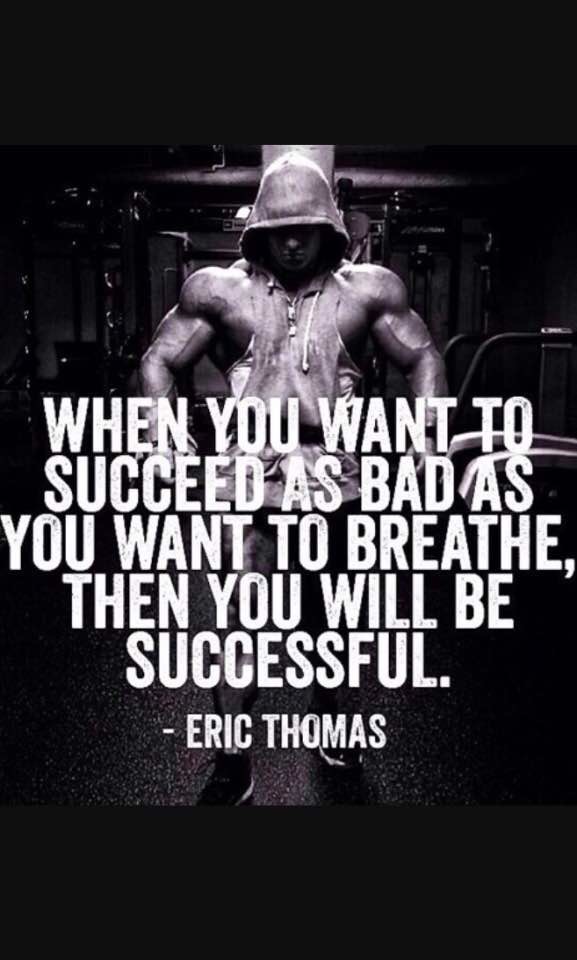 WHEN YOU WANT TO
SUCCEED AS BAD AS
YOU WANT TO BREATHE,
THEN YOU WILL BE
SUCCESSFUL.
- ERIC THOMAS